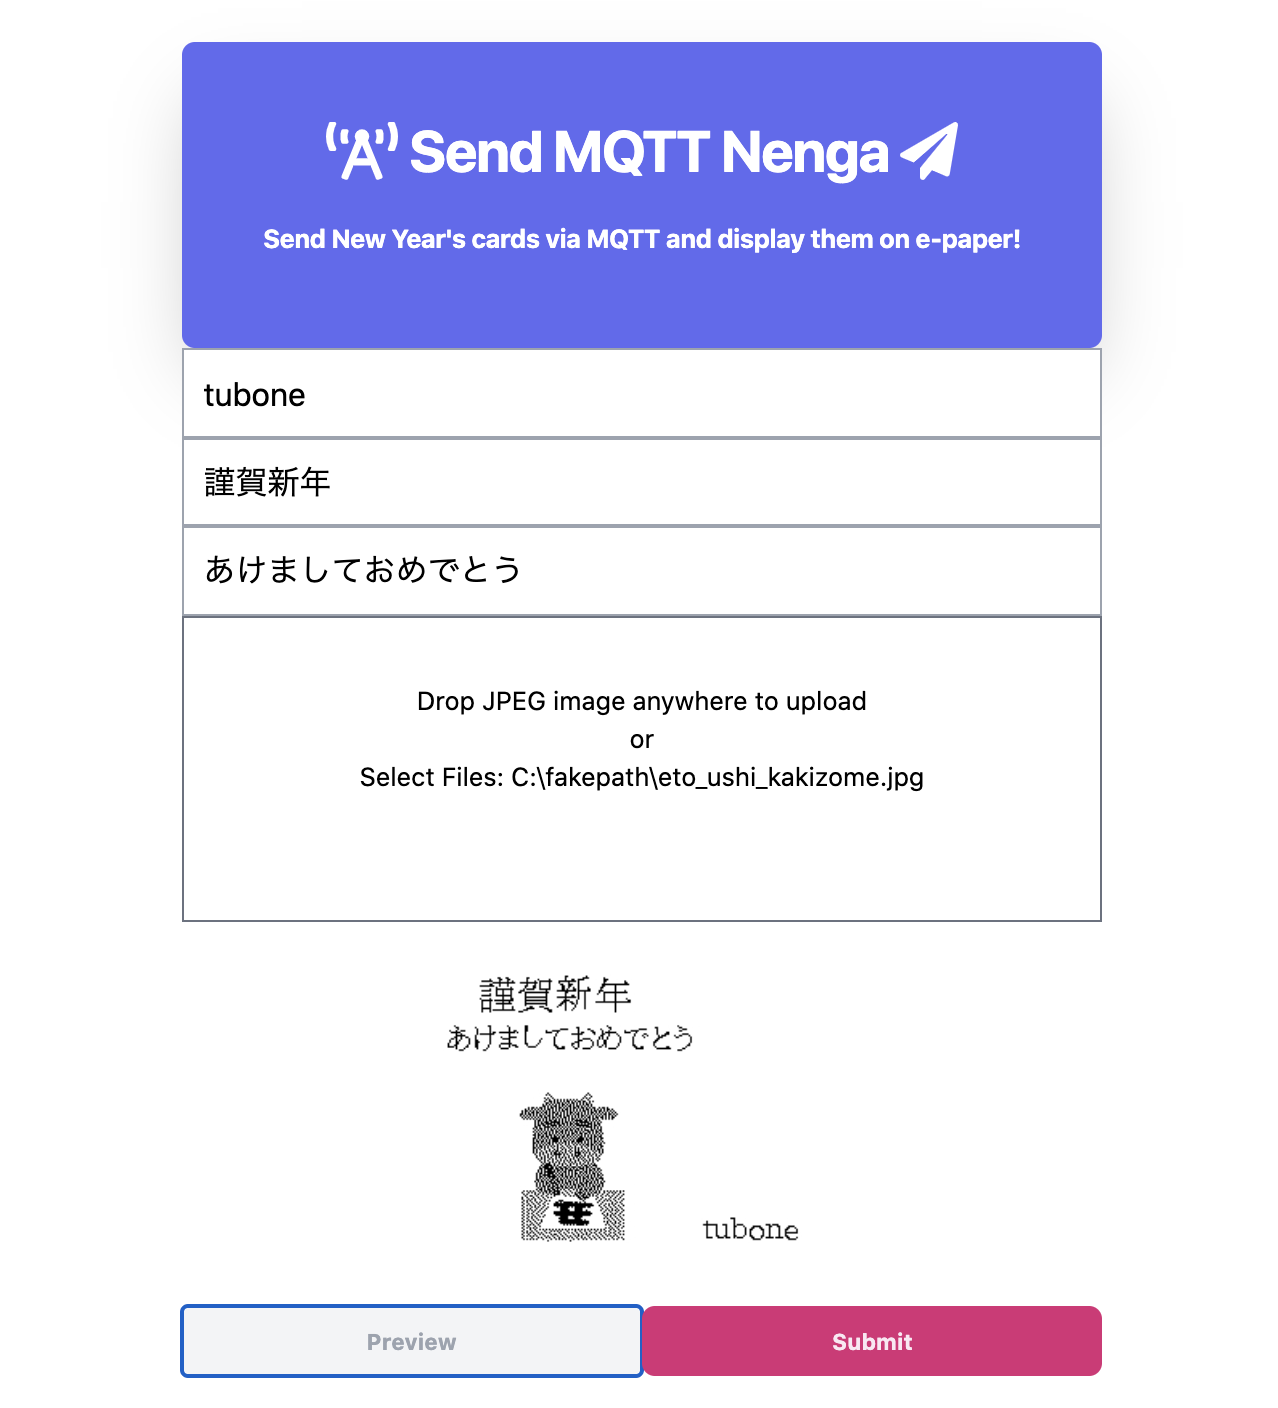 Send MQTT Nenga
Send New Year's cards via MQTT and display them on e-paper!
tubone
謹賀新年
あけましておめでとう
Drop JPEG image anywhere to upload
or
Select Files: C:\fakepath\eto_ushi_kakizome.jpg
謹賀新年
あけましておめでとう
tubone
Preview
Submit